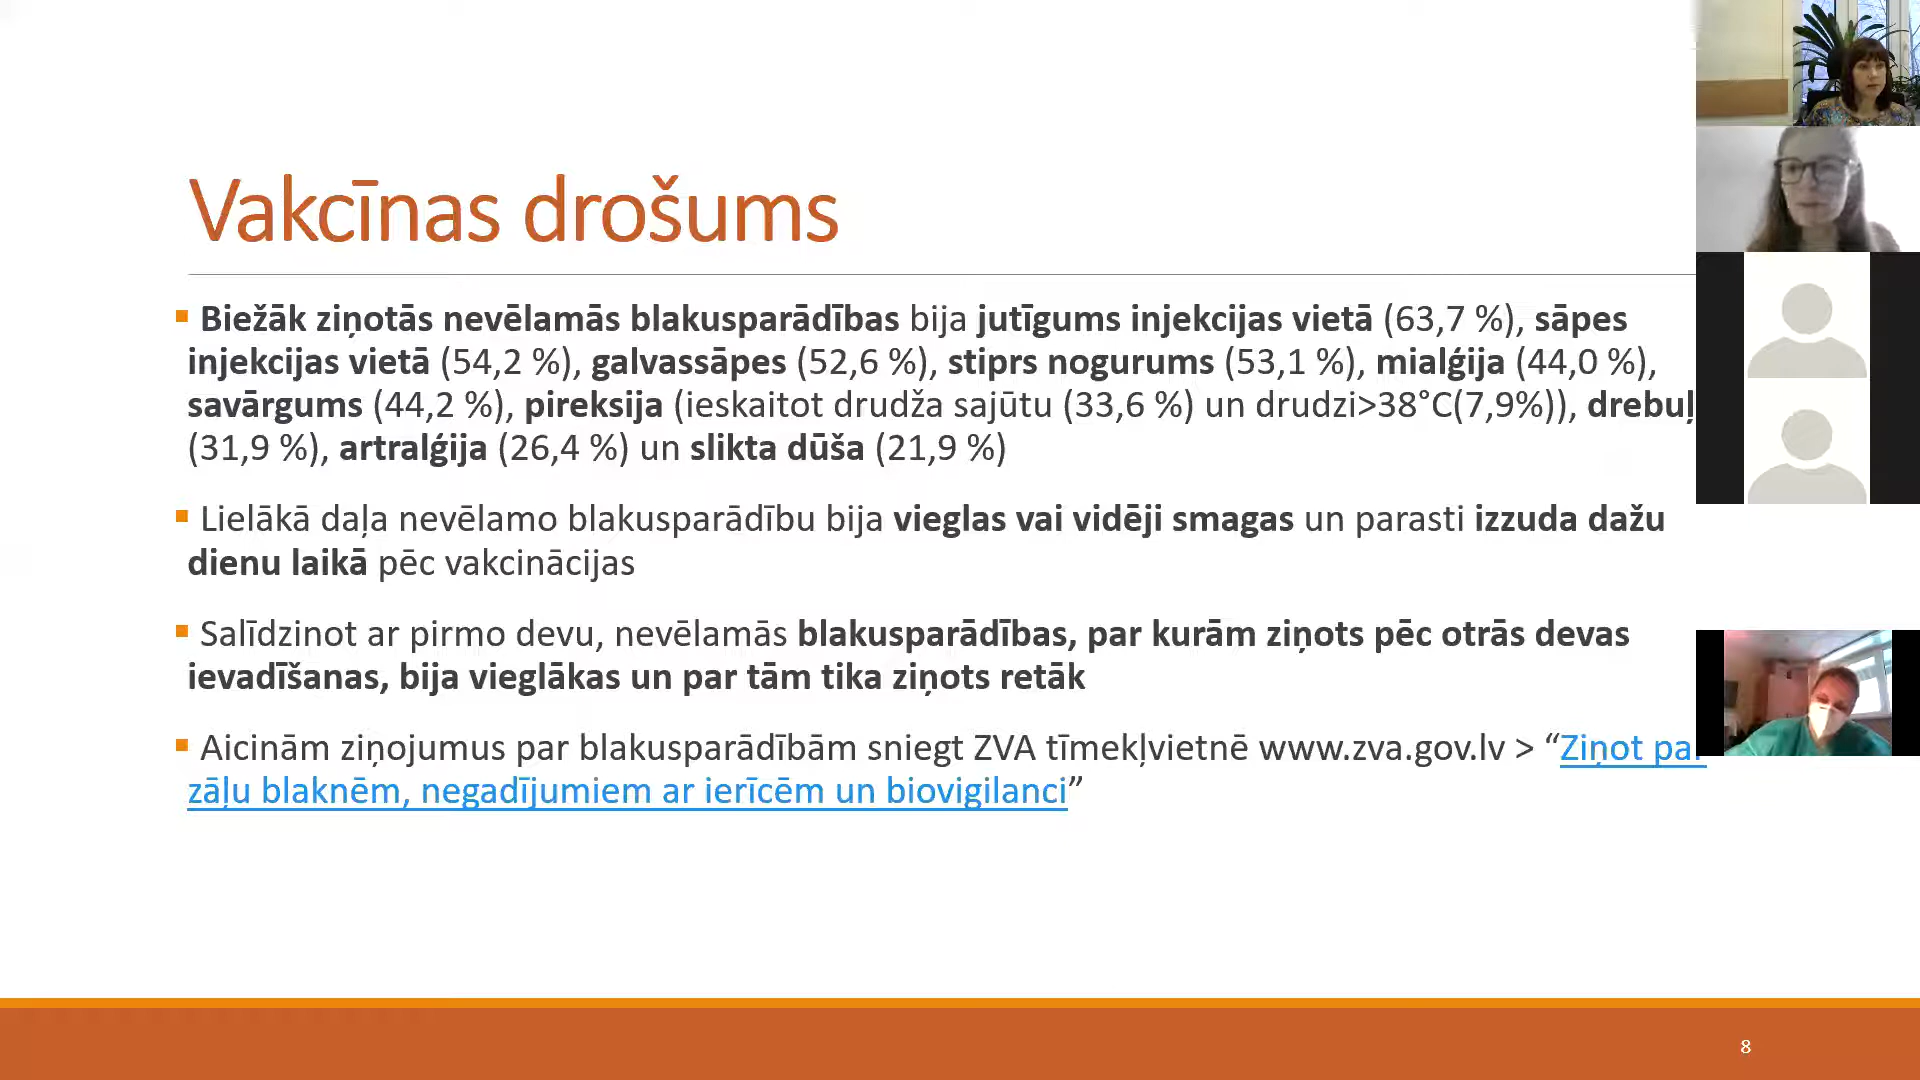 Vakcīnas drošums
▪ Biežāk ziņotās nevēlamās blakusparādības bija jutīgums injekcijas vietā (63,7 %), sāpes
injekcijas vietā (54,2 %), galvassāpes (52,6 %), stiprs nogurums (53,1 %), mialģija (44,0 %),
savārgums (44,2 %), pireksija (ieskaitot drudža sajūtu (33,6 %) un drudzi>38°C(7,9%)), drebuļ
(31,9 %), artralģija (26,4 %) un slikta dūša (21,9 %)
▪ Lielākā daļa nevēlamo blakusparādību bija vieglas vai vidēji smagas un parasti izzuda dažu
dienu laikā pēc vakcinācijas
▪ Salīdzinot ar pirmo devu, nevēlamās blakusparādības, par kurām ziņots pēc otrās devas
ievadīšanas, bija vieglākas un par tām tika ziņots retāk
▪ Aicinām ziņojumus par blakusparādībām sniegt ZVA tīmekļvietnē www.zva.gov.lv > “Ziņot par
zāļu blaknēm, negadījumiem ar ierīcēm un biovigilanci”
8